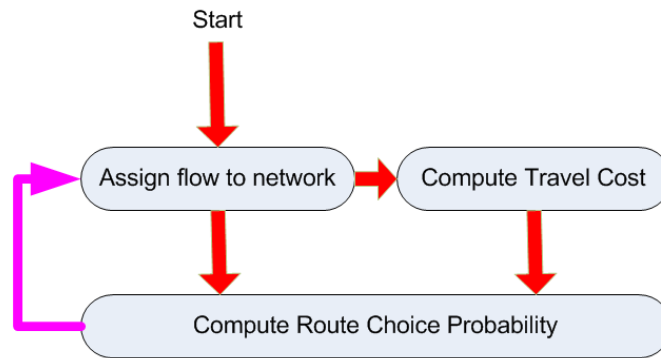 Start
Assign flow to network
Compute Travel Cost
Compute Route Choice Probability